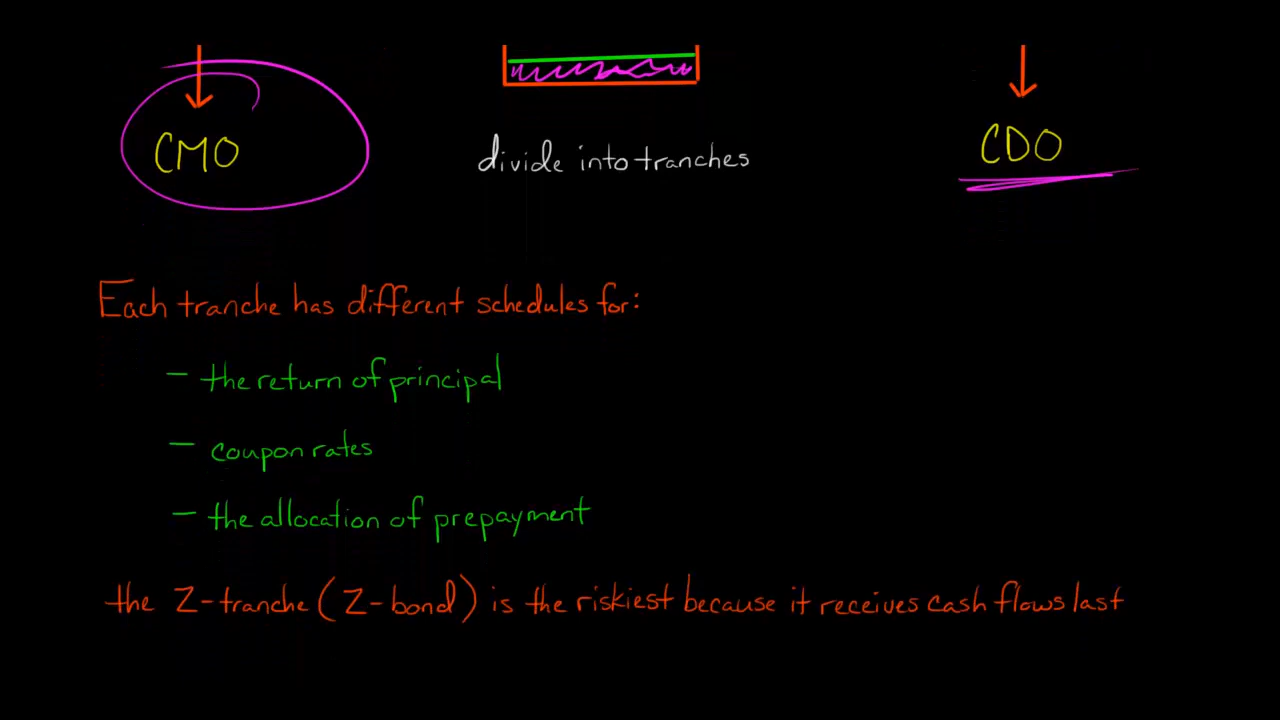 CMO
divide into tranches
CDO
Each tranche has different schedules for:
- the return of principal
- coupon rates
- the allocation of prepayment
the Z-tranche (Z-bond) is the riskiest because it receives cash flows last